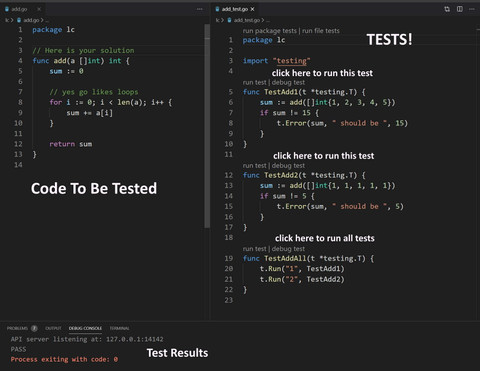 add.go
lc > add.go > ...
1 package lc
2
3 // Here is your solution
4 func add(a []int) int {
5 sum := 0
6
7 // yes go likes loops
8 for i := 0; i < len(a); i++ {
9 sum += a[i]
10 }
11
12 return sum
13 }
14
Code To Be Tested
add_test.go
lc > add_test.go > ...
run package tests | run file tests
1 package lc
TESTS!
2
3 import "testing"
4 click here to run this test
run test | debug test
5 func TestAdd1(t *testing.T) {
6 sum := add([]int{1, 2, 3, 4, 5})
7 if sum != 15 {
8 t.Error(sum, " should be ", 15)
9 }
10 }
11 click here to run this test
run test | debug test
12 func TestAdd2(t *testing.T) {
13 sum := add([]int{1, 1, 1, 1, 1})
14 if sum != 5 {
15 t.Error(sum, " should be ", 5)
16 }
17 }
18 click here to run all tests
run test | debug test
19 func TestAddAll(t *testing.T) {
20 t.Run("1", TestAdd1)
21 t.Run("2", TestAdd2)
22 }
23
PROBLEMS 7 OUTPUT DEBUG CONSOLE TERMINAL
API server listening at: 127.0.0.1:14142
PASS
Process exiting with code: 0
Test Results